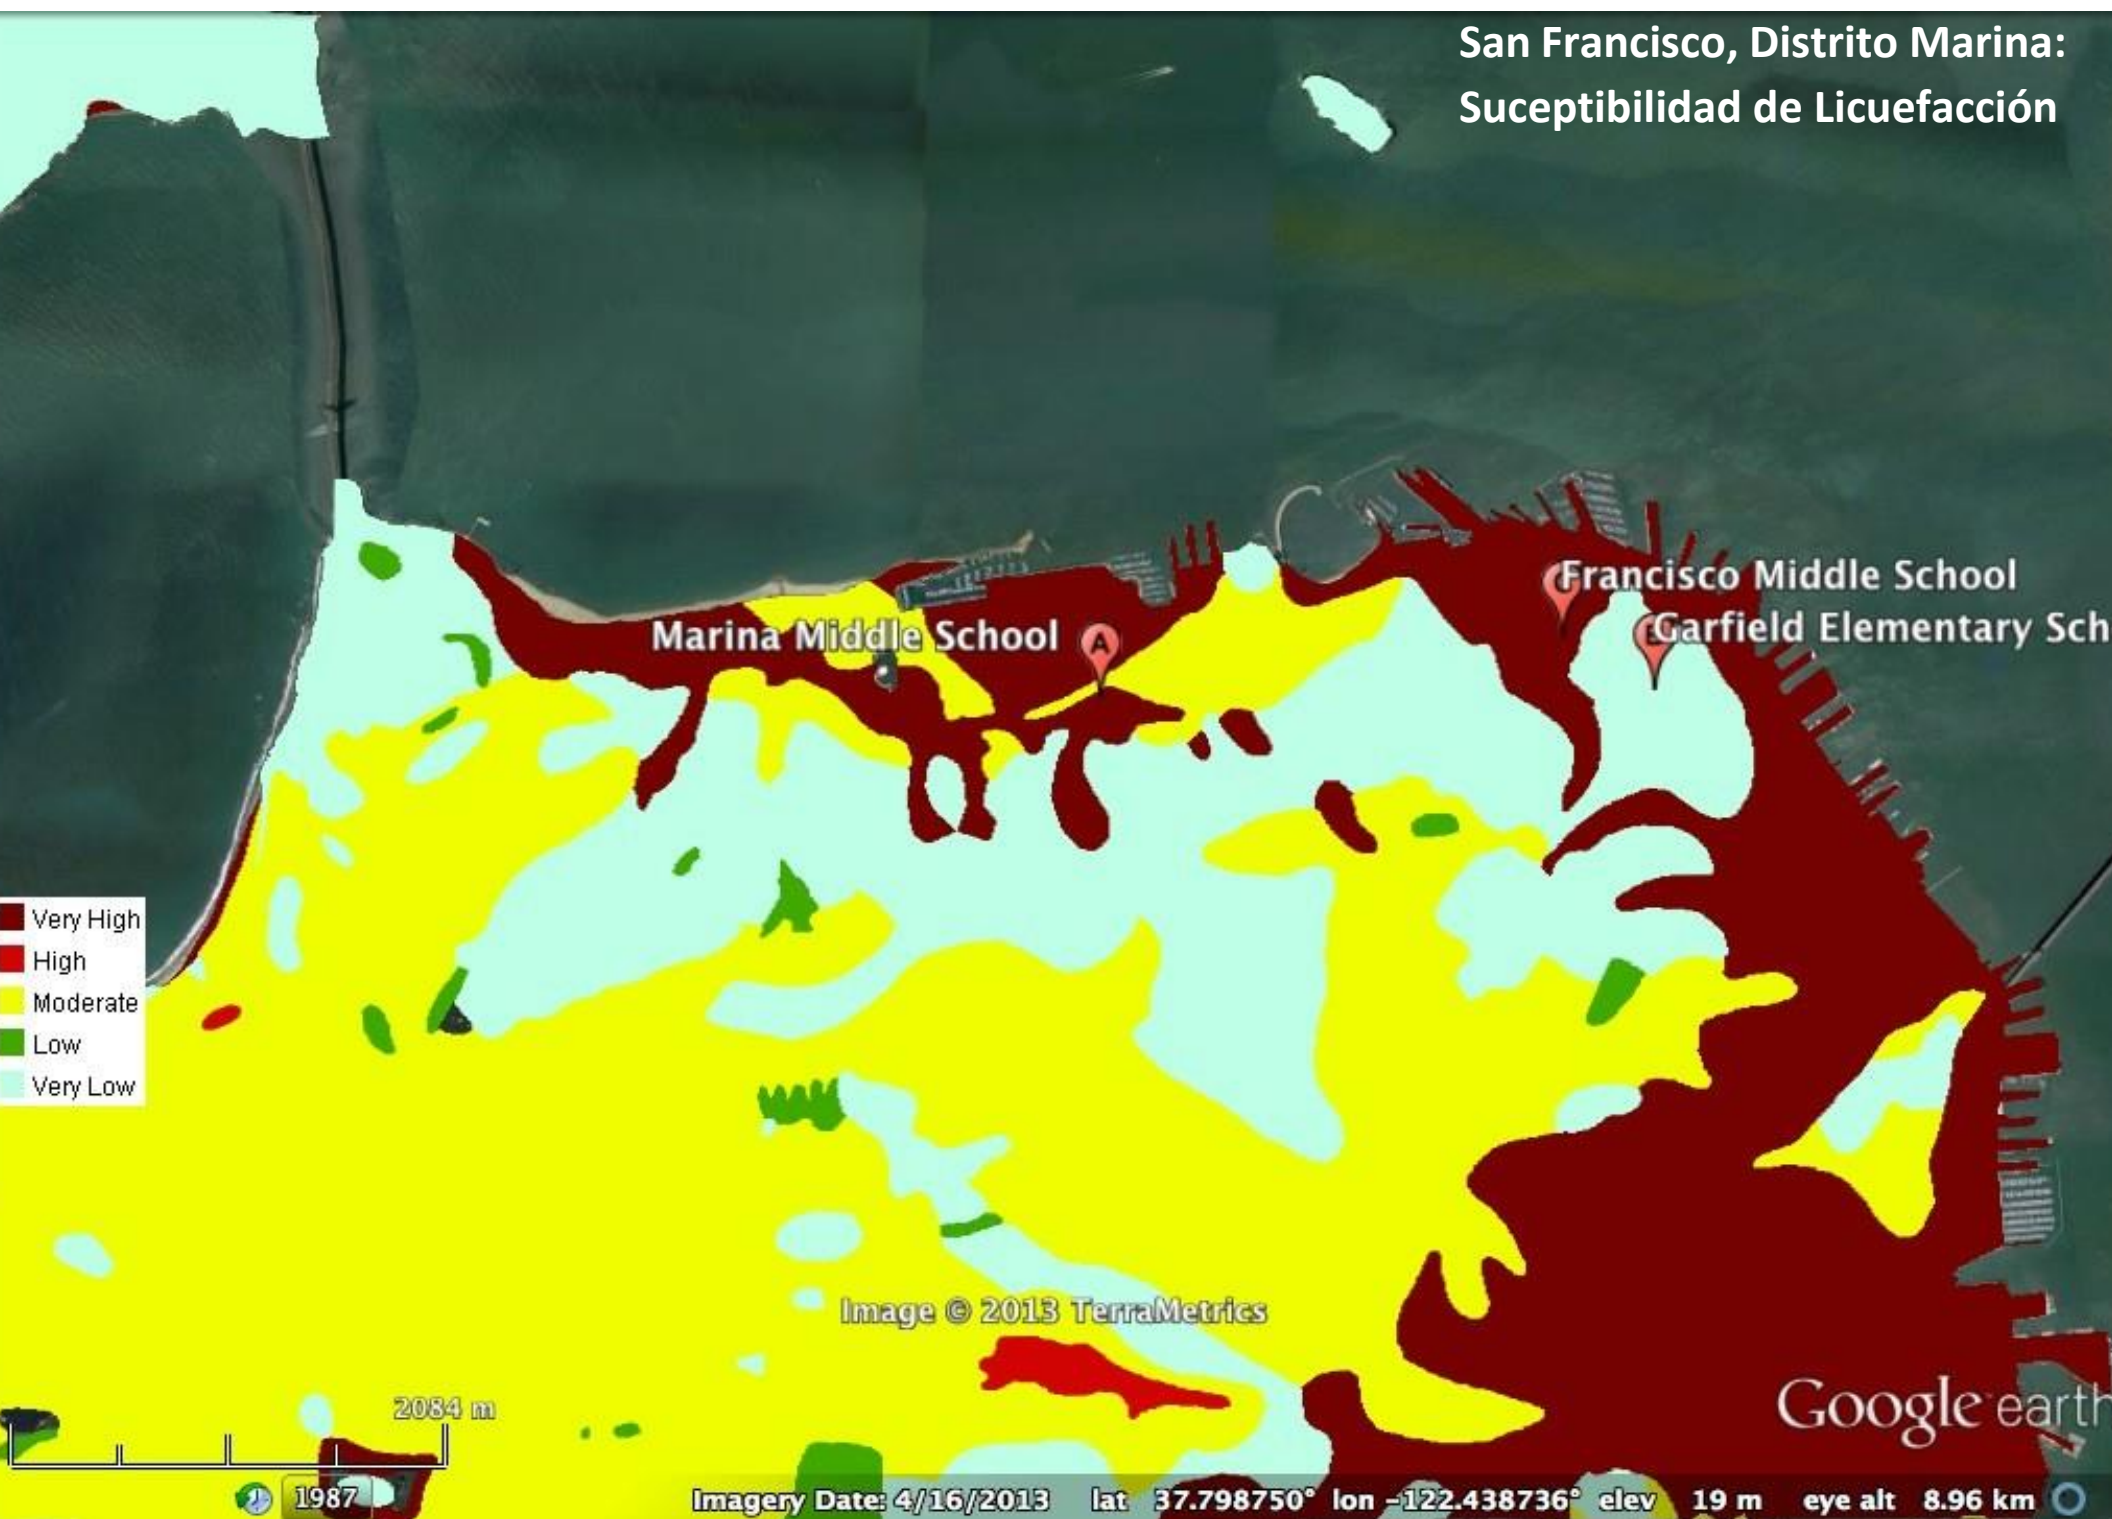 San Francisco, Distrito Marina:
Suceptibilidad de Licuefacción
Francisco Middle School
Garfield Elementary Sch
Marina Middle School
A
Very High
High
Moderate
Low
Very Low
Image © 2013 TerraMetrics
2084 m
Google earth
1987
Imagery Date: 4/16/2013 lat 37.798750° lon -122.438736° elev 19 m eye alt 8.96 km